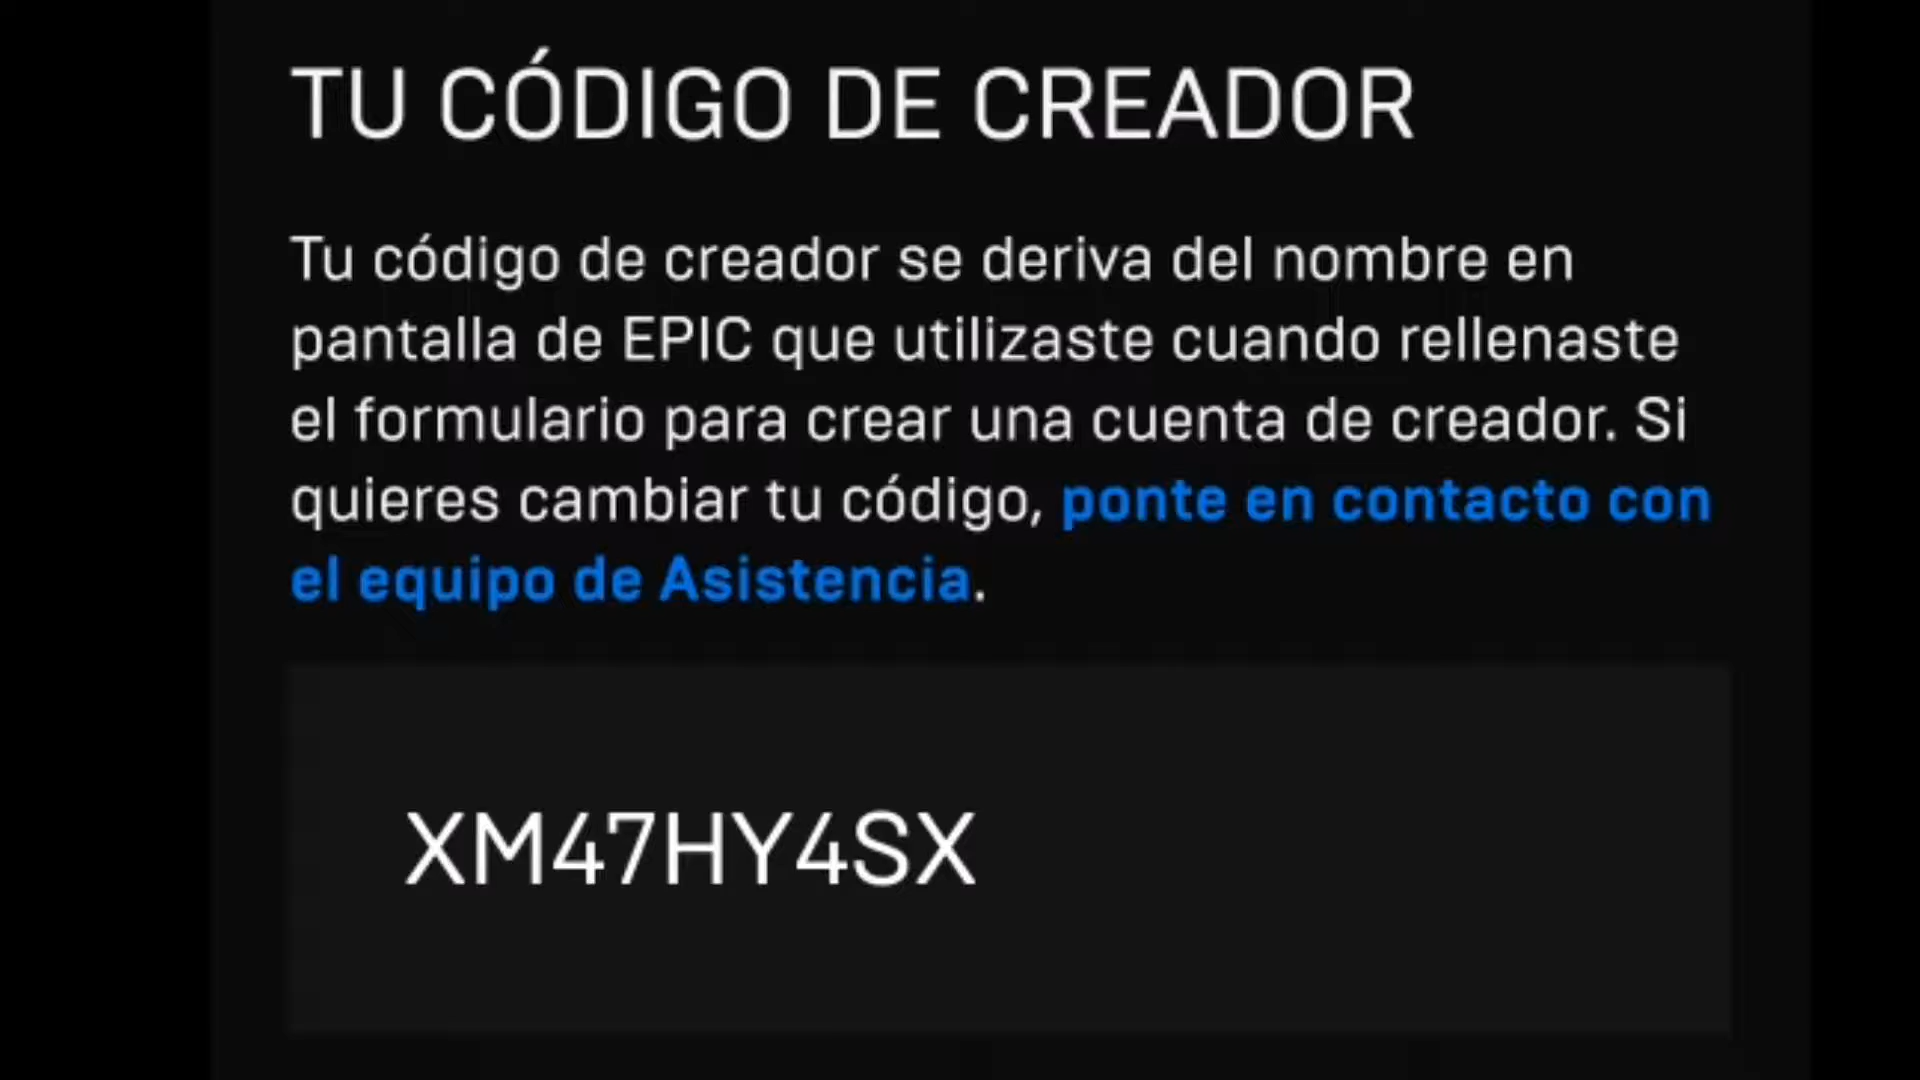 TU CÓDIGO DE CREADOR
Tu código de creador se deriva del nombre en
pantalla de EPIC que utilizaste cuando rellenaste
el formulario para crear una cuenta de creador. Si
quieres cambiar tu código, ponte en contacto con
el equipo de Asistencia.
XM47HY4SX